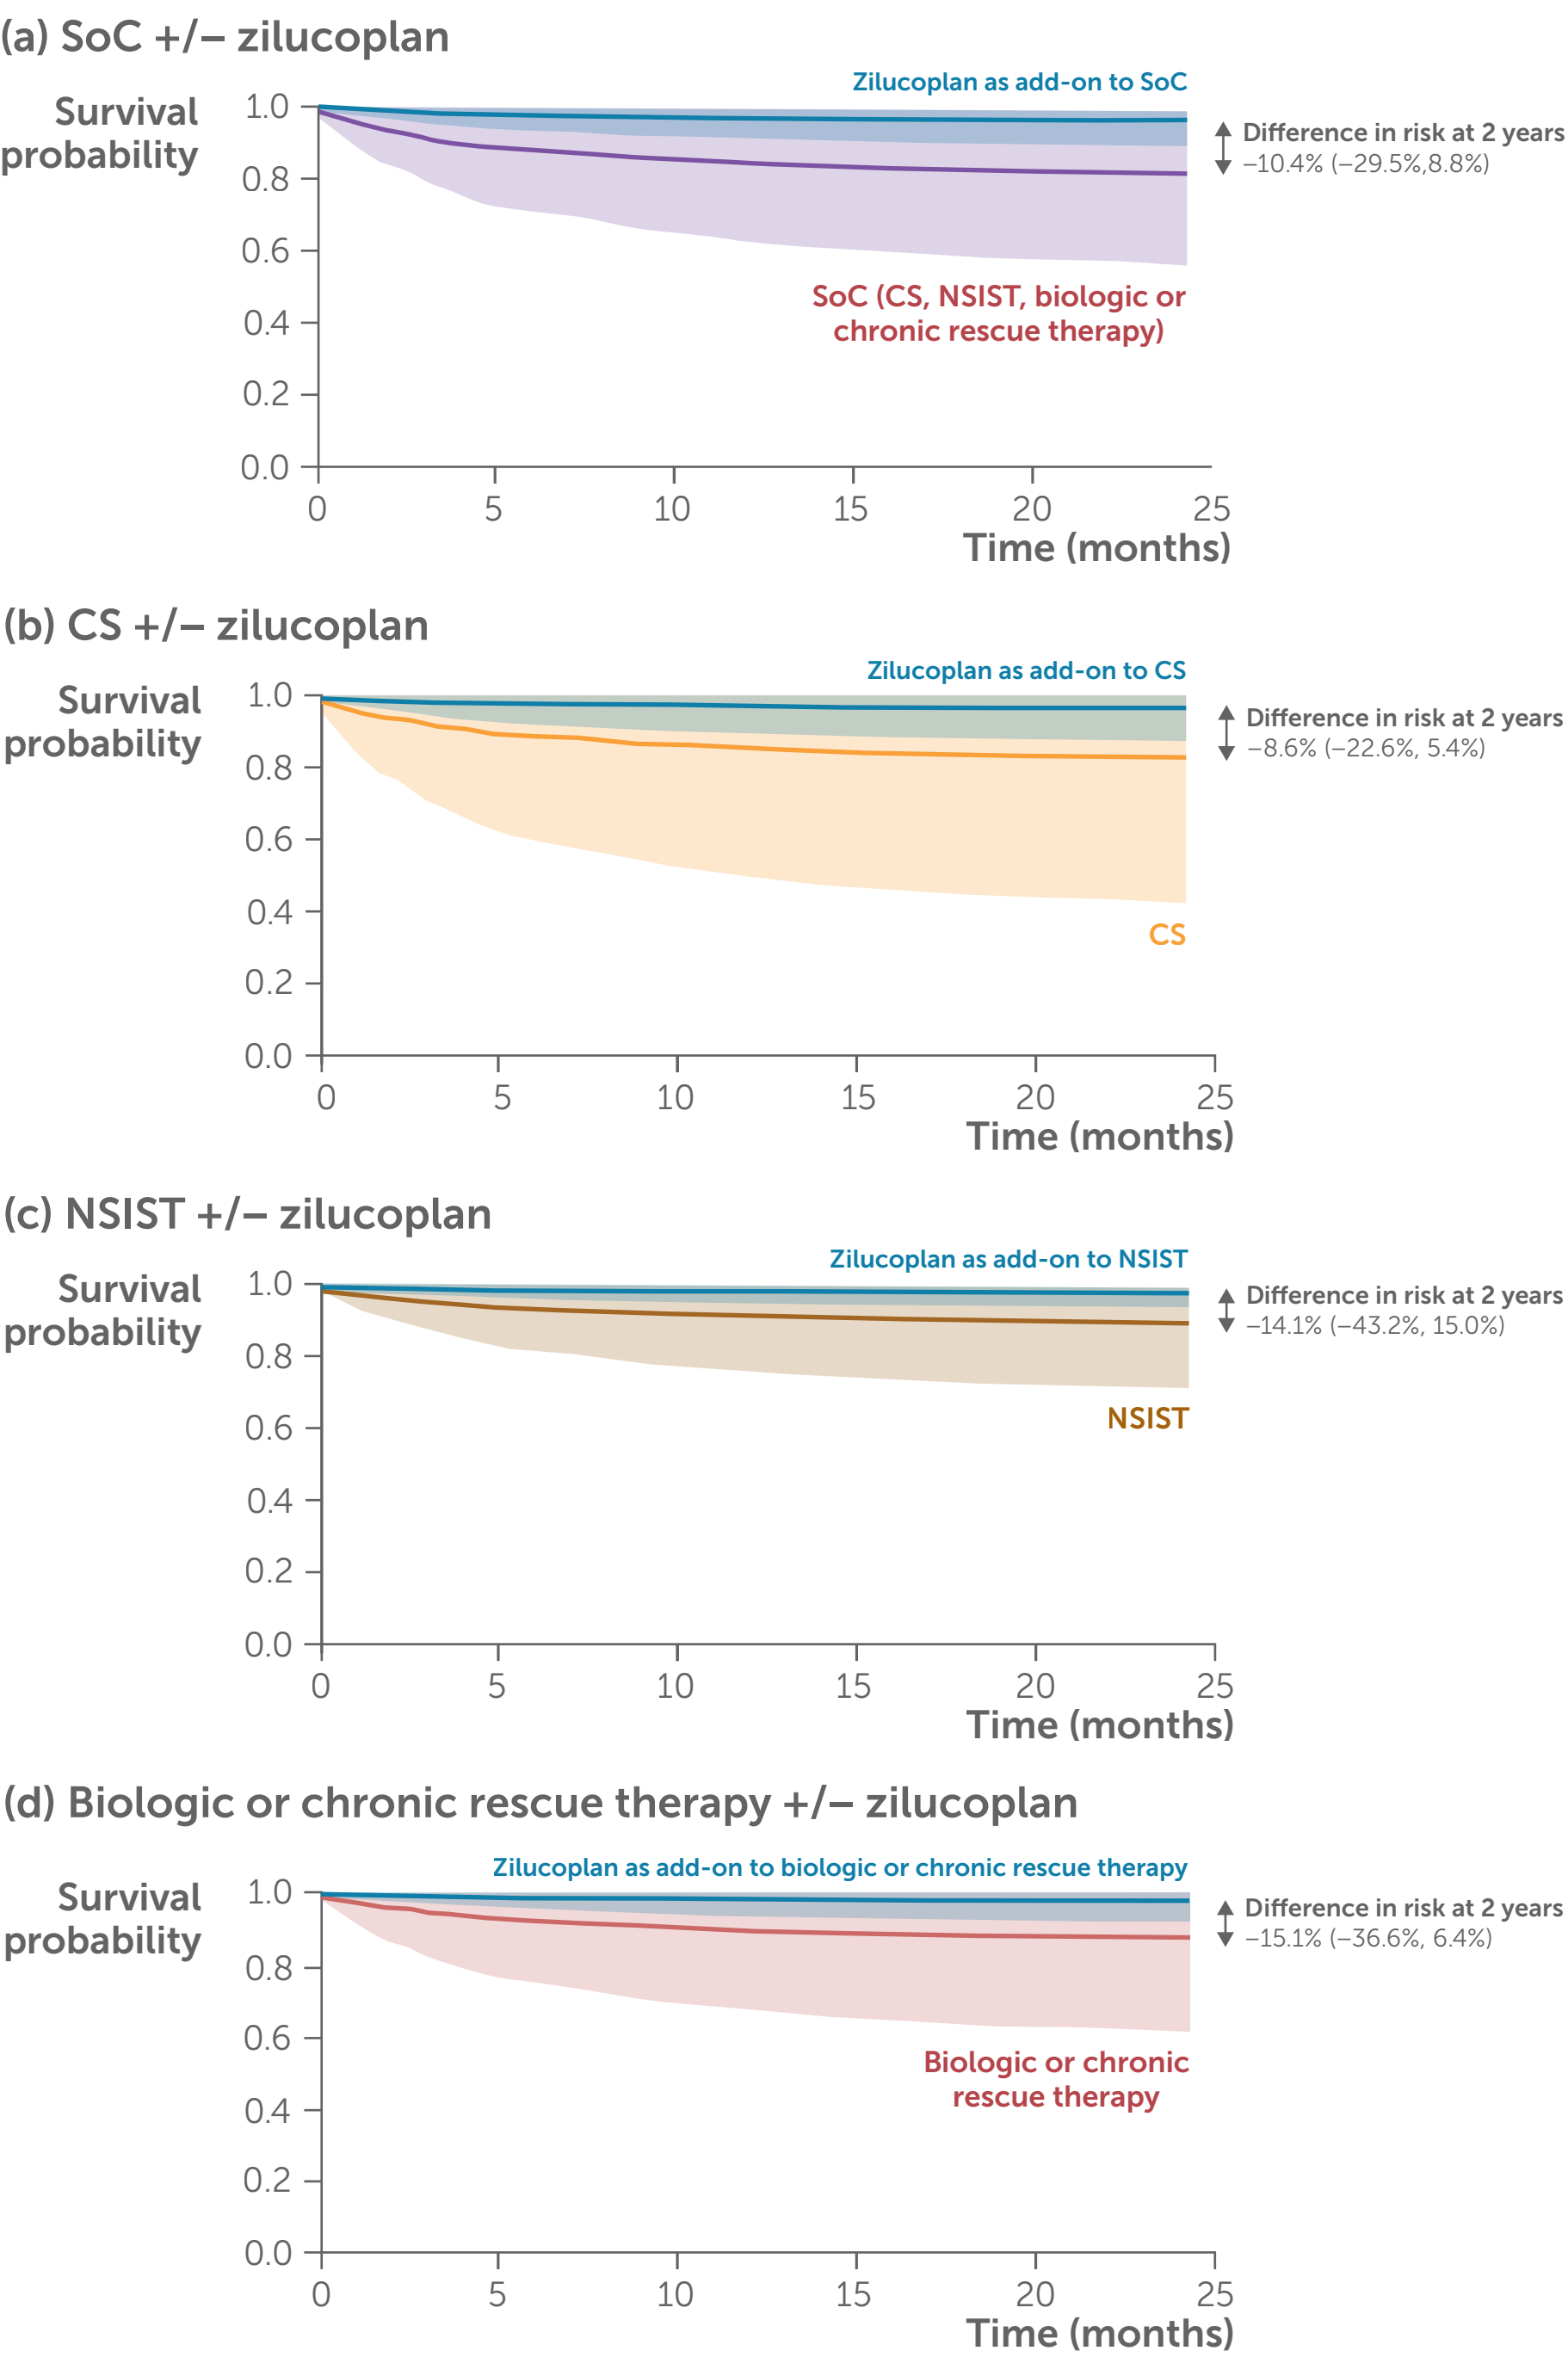 (a) SoC +/– zilucoplan
Zilucoplan as add-on to SoC
Survival
probability
1.0
0.8
0.6
0.4
0.2
0.0
Difference in risk at 2 years
–10.4% (–29.5%,8.8%)
SoC (CS, NSIST, biologic or
chronic rescue therapy)
0 5 10 15 20 25
Time (months)
(b) CS +/– zilucoplan
Zilucoplan as add-on to CS
Survival
probability
1.0
0.8
0.6
0.4
0.2
0.0
Difference in risk at 2 years
–8.6% (–22.6%, 5.4%)
CS
0 5 10 15 20 25
Time (months)
(c) NSIST +/– zilucoplan
Zilucoplan as add-on to NSIST
Survival
probability
1.0
0.8
0.6
0.4
0.2
0.0
Difference in risk at 2 years
–14.1% (–43.2%, 15.0%)
NSIST
0 5 10 15 20 25
Time (months)
(d) Biologic or chronic rescue therapy +/– zilucoplan
Zilucoplan as add-on to biologic or chronic rescue therapy
Survival
probability
1.0
0.8
0.6
0.4
0.2
0.0
Difference in risk at 2 years
–15.1% (–36.6%, 6.4%)
Biologic or chronic
rescue therapy
0 5 10 15 20 25
Time (months)